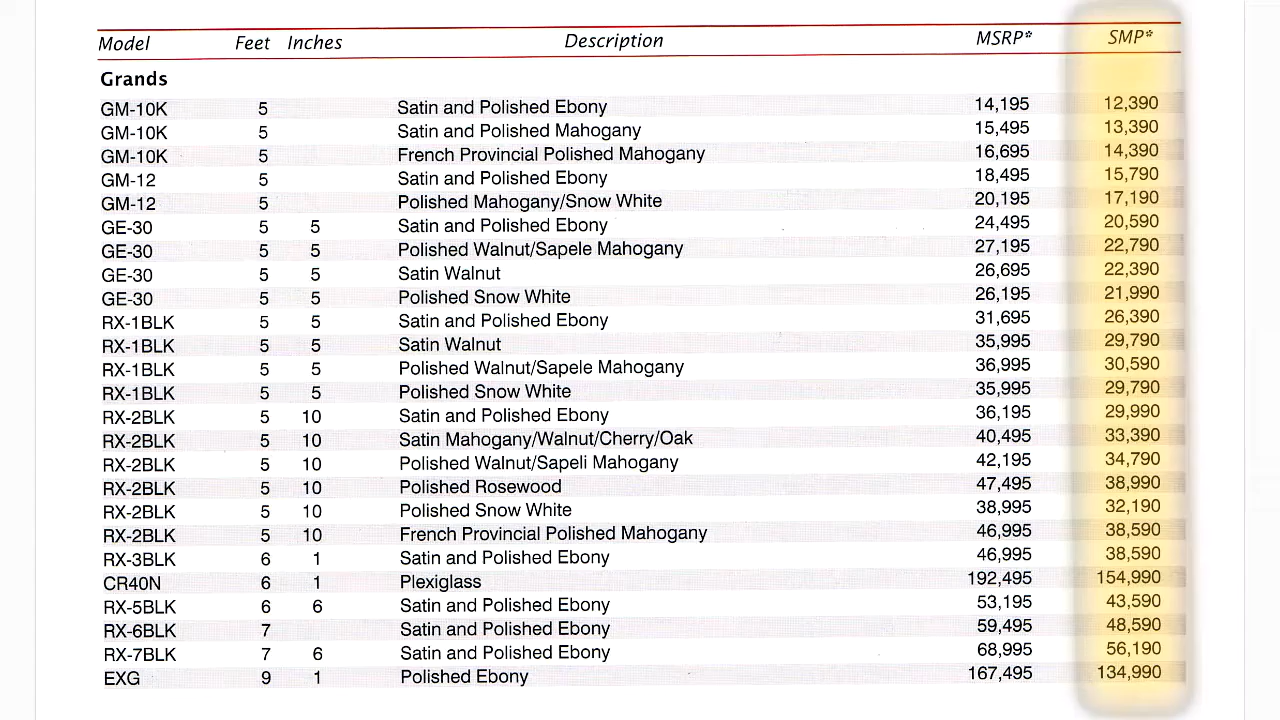 Model Feet Inches Description MSRP* SMP*
Grands
GM-10K 5 Satin and Polished Ebony 14,195 12,390
GM-10K 5 Satin and Polished Mahogany 15,495 13,390
GM-10K 5 French Provincial Polished Mahogany 16,695 14,390
GM-12 5 Satin and Polished Ebony 18,495 15,790
GM-12 5 Polished Mahogany/Snow White 20,195 17,190
GE-30 5 5 Satin and Polished Ebony 24,495 20,590
GE-30 5 5 Polished Walnut/Sapele Mahogany 27,195 22,790
GE-30 5 5 Satin Walnut 26,695 22,390
GE-30 5 5 Polished Snow White 26,195 21,990
RX-1BLK 5 5 Satin and Polished Ebony 31,695 26,390
RX-1BLK 5 5 Satin Walnut 35,995 29,790
RX-1BLK 5 5 Polished Walnut/Sapele Mahogany 36,995 30,590
RX-1BLK 5 5 Polished Snow White 35,995 29,790
RX-2BLK 5 10 Satin and Polished Ebony 36,195 29,990
RX-2BLK 5 10 Satin Mahogany/Walnut/Cherry/Oak 40,495 33,390
RX-2BLK 5 10 Polished Walnut/Sapeli Mahogany 42,195 34,790
RX-2BLK 5 10 Polished Rosewood 47,495 38,990
RX-2BLK 5 10 Polished Snow White 38,995 32,190
RX-2BLK 5 10 French Provincial Polished Mahogany 46,995 38,590
RX-3BLK 6 1 Satin and Polished Ebony 46,995 38,590
CR40N 6 1 Plexiglass 192,495 154,990
RX-5BLK 6 6 Satin and Polished Ebony 53,195 43,590
RX-6BLK 7 Satin and Polished Ebony 59,495 48,590
RX-7BLK 7 6 Satin and Polished Ebony 68,995 56,190
EXG 9 1 Polished Ebony 167,495 134,990